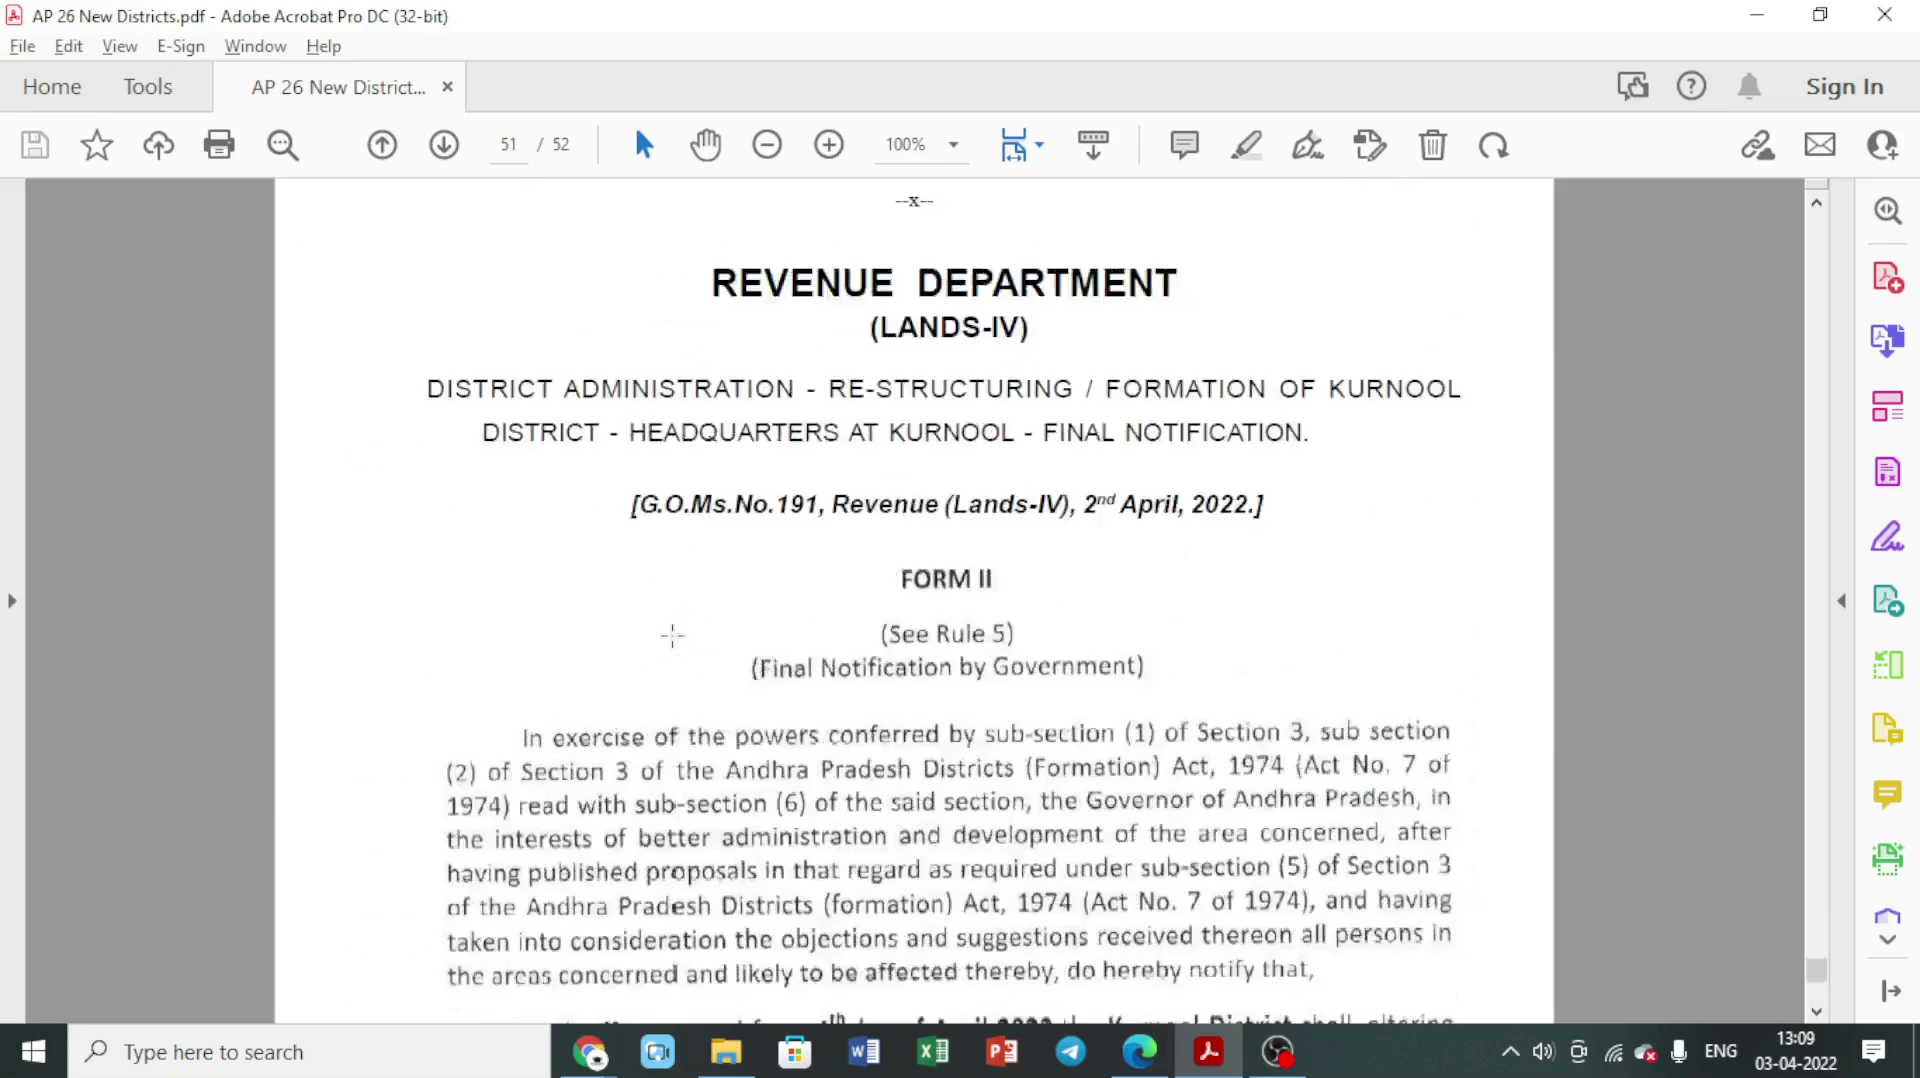 AP 26 New Districts.pdf - Adobe Acrobat Pro DC (32-bit)
File Edit View E-Sign Window Help
Home Tools AP 26 New District... × Sign In
51 / 52 100%
--x--
REVENUE DEPARTMENT
(LANDS-IV)
DISTRICT ADMINISTRATION - RE-STRUCTURING / FORMATION OF KURNOOL
DISTRICT - HEADQUARTERS AT KURNOOL - FINAL NOTIFICATION.
[G.O.Ms.No.191, Revenue (Lands-IV), 2nd April, 2022.]
FORM II
(See Rule 5)
(Final Notification by Government)
In exercise of the powers conferred by sub-section (1) of Section 3, sub section
(2) of Section 3 of the Andhra Pradesh Districts (Formation) Act, 1974 (Act No. 7 of
1974) read with sub-section (6) of the said section, the Governor of Andhra Pradesh, in
the interests of better administration and development of the area concerned, after
having published proposals in that regard as required under sub-section (5) of Section 3
of the Andhra Pradesh Districts (formation) Act, 1974 (Act No. 7 of 1974), and having
taken into consideration the objections and suggestions received thereon all persons in
the areas concerned and likely to be affected thereby, do hereby notify that,
Type here to search
ENG
13:09
03-04-2022